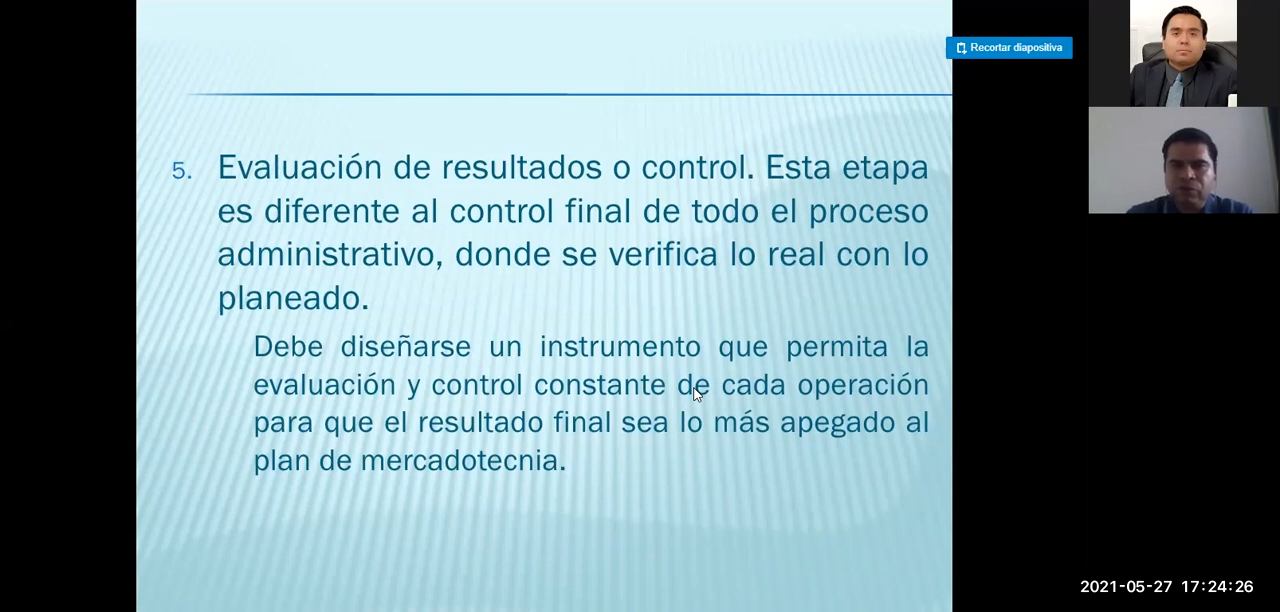 Recortar diapositiva
5. Evaluación de resultados o control. Esta etapa
es diferente al control final de todo el proceso
administrativo, donde se verifica lo real con lo
planeado.
Debe diseñarse un instrumento que permita la
evaluación y control constante de cada operación
para que el resultado final sea lo más apegado al
plan de mercadotecnia.
2021-05-27 17:24:26